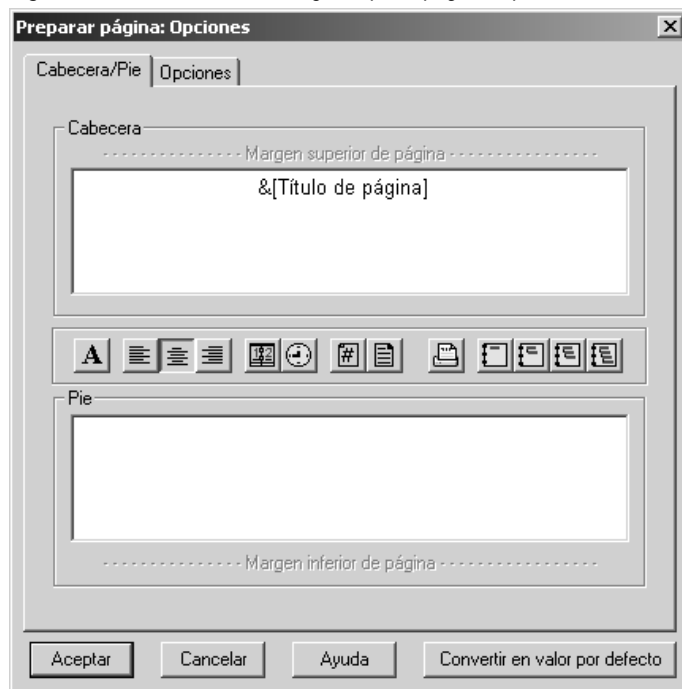 Preparar página: Opciones
Cabecera/Pie Opciones
Cabecera
Margen superior de página
&[Título de página]
A
Pie
Margen inferior de página
Aceptar Cancelar Ayuda Convertir en valor por defecto